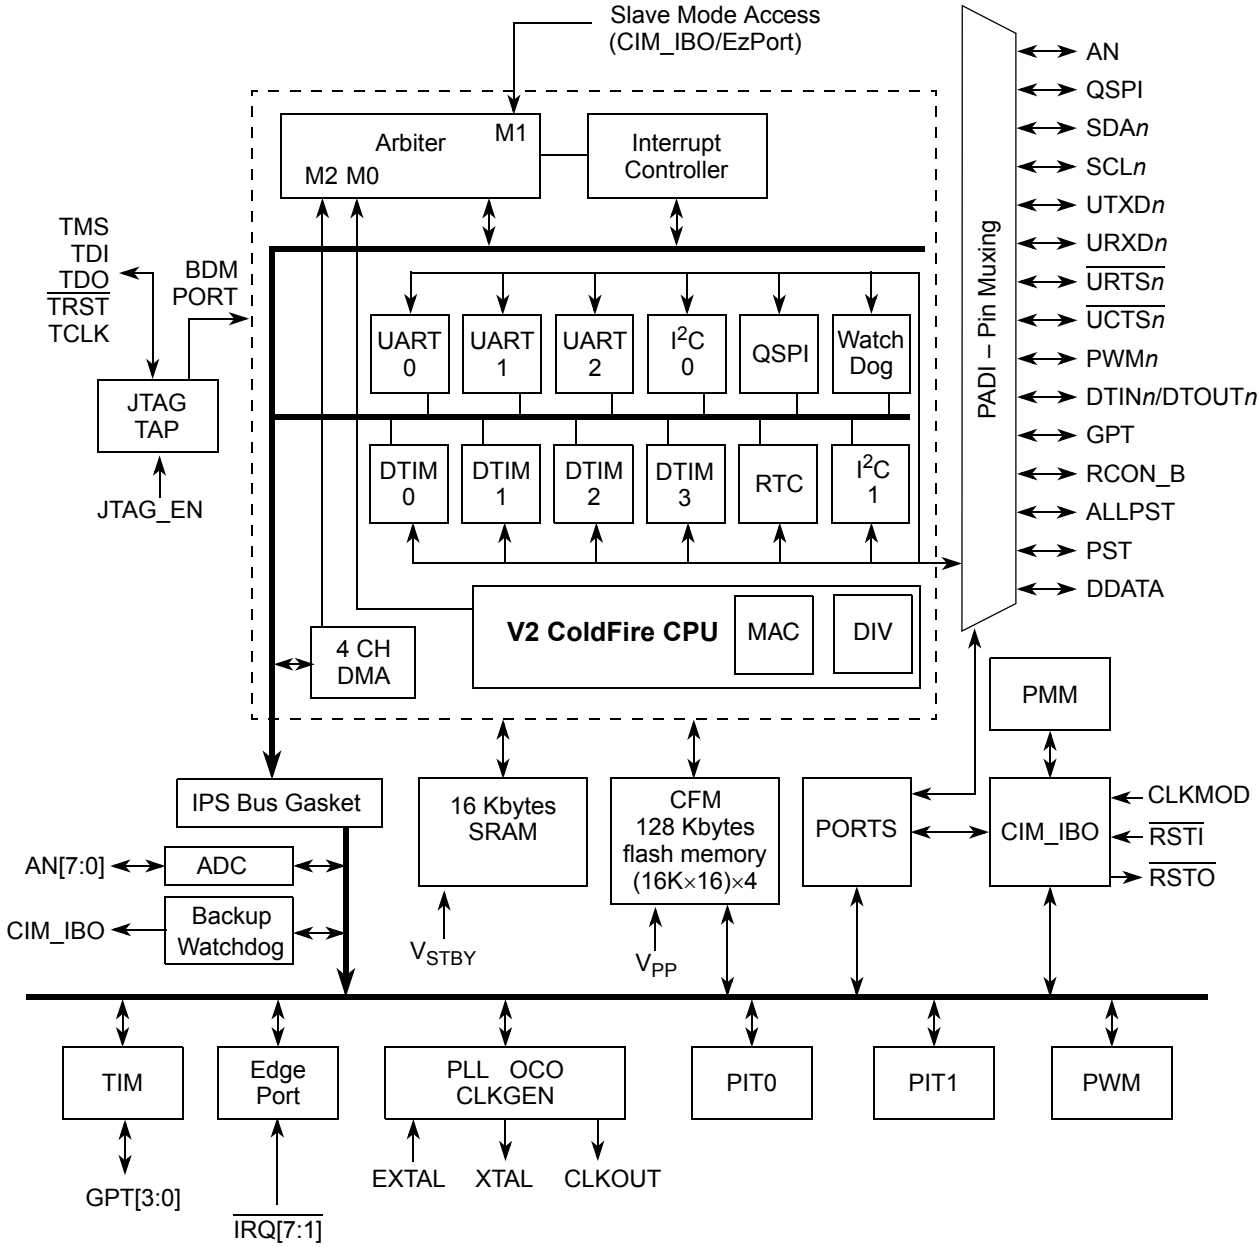 Slave Mode Access
(CIM_IBO/EzPort)
Arbiter
M1
M2 M0
Interrupt
Controller
TMS
TDI
TDO
TRST
TCLK
BDM
PORT
JTAG
TAP
JTAG_EN
UART
0
UART
1
UART
2
I²C
0
QSPI
Watch
Dog
DTIM
0
DTIM
1
DTIM
2
DTIM
3
RTC
I²C
1
V2 ColdFire CPU
MAC
DIV
4 CH
DMA
PADI – Pin Muxing
AN
QSPI
SDAn
SCLn
UTXDn
URXDn
URTSn
UCTSn
PWMn
DTINn/DTOUTn
GPT
RCON_B
ALLPST
PST
DDATA
PMM
IPS Bus Gasket
16 Kbytes
SRAM
CFM
128 Kbytes
flash memory
(16K×16)×4
PORTS
CIM_IBO
CLKMOD
RSTI
RSTO
AN[7:0]
ADC
CIM_IBO
Backup
Watchdog
VSTBY
VPP
TIM
Edge
Port
PLL OCO
CLKGEN
PIT0
PIT1
PWM
GPT[3:0]
IRQ[7:1]
EXTAL
XTAL
CLKOUT